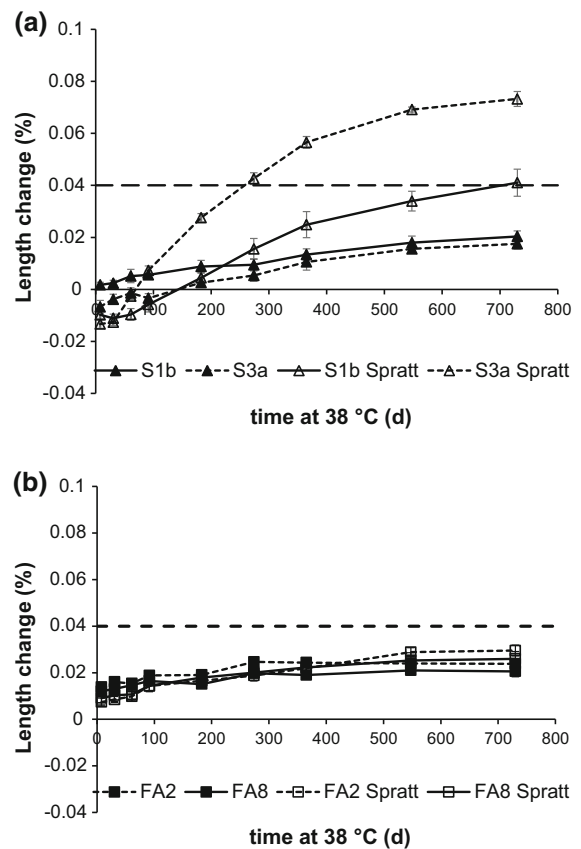 (a)
0.1
0.08
0.06
0.04
0.02
0
-0.02
-0.04
Length change (%)
0 100 200 300 400 500 600 700 800
S1b S3a S1b Spratt S3a Spratt
time at 38 °C (d)
(b)
0.1
0.08
0.06
0.04
0.02
0
-0.02
-0.04
Length change (%)
0 100 200 300 400 500 600 700 800
FA2 FA8 FA2 Spratt FA8 Spratt
time at 38 °C (d)